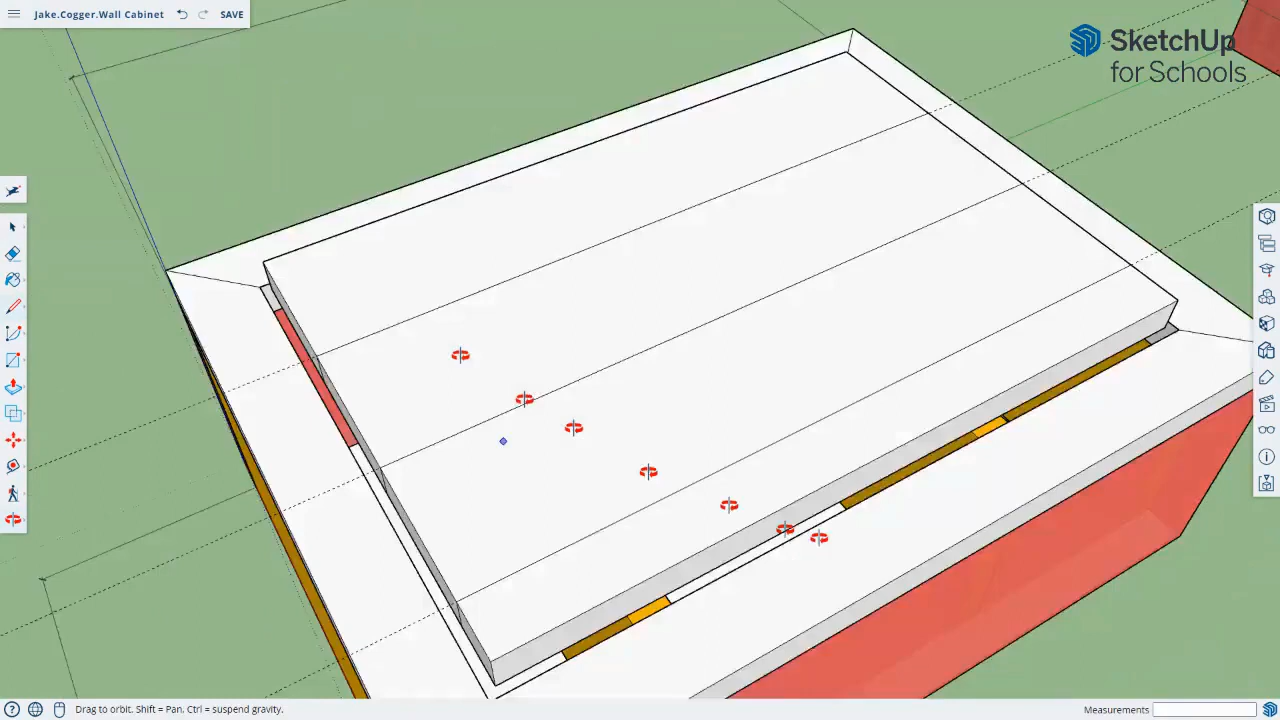 Jake.Cogger.Wall Cabinet
SAVE
SketchUp
for Schools
Drag to orbit. Shift = Pan, Ctrl = suspend gravity.
Measurements